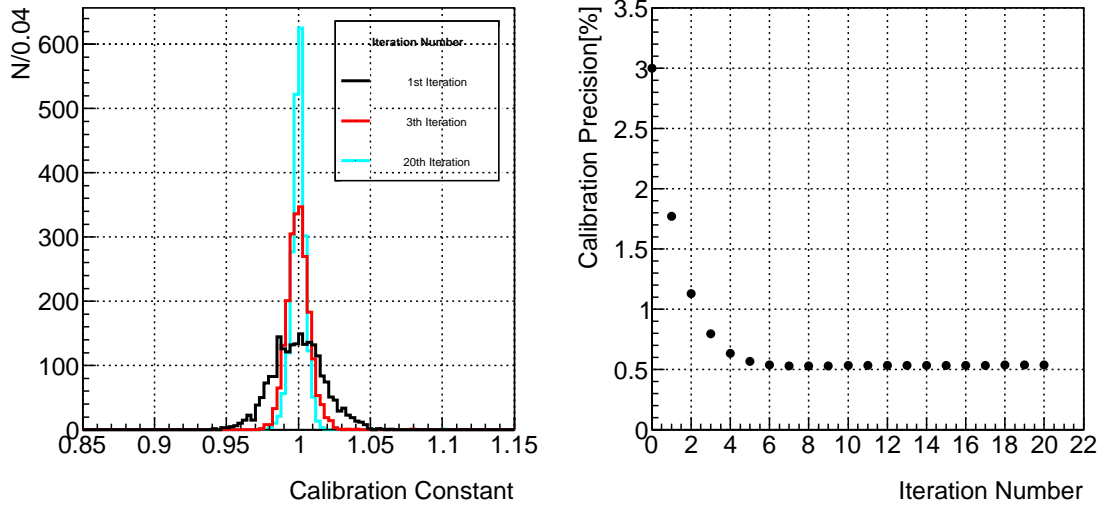 N/0.04
600
500
400
300
200
100
0
0.85 0.9 0.95 1 1.05 1.1 1.15
Calibration Constant
Iteration Number
1st Iteration
3th Iteration
20th Iteration
Calibration Precision[%]
3.5
3
2.5
2
1.5
1
0.5
0
0 2 4 6 8 10 12 14 16 18 20 22
Iteration Number